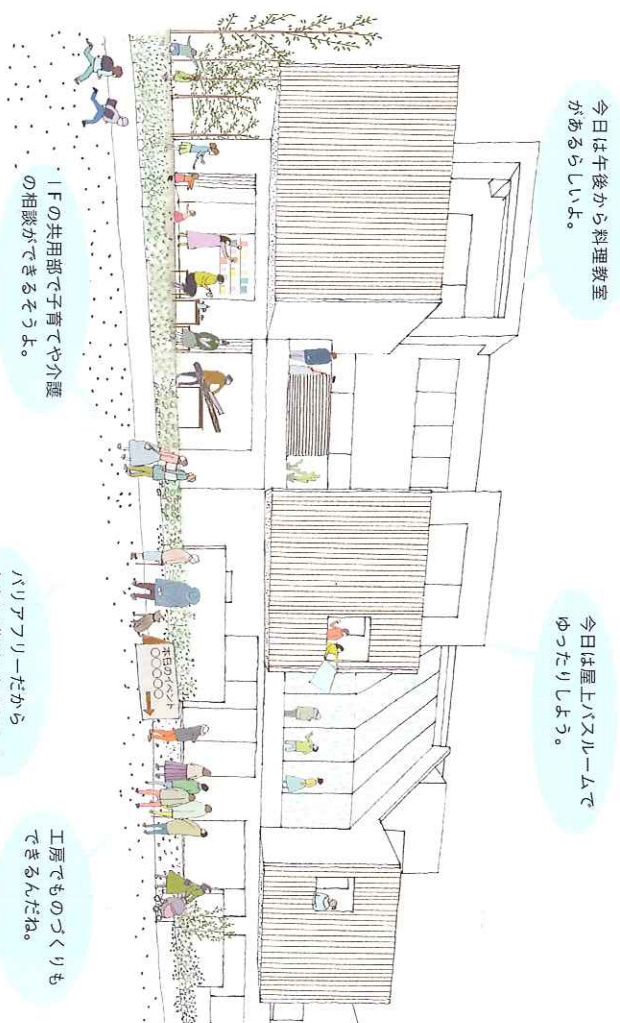 今日は午後から料理教室
があるらしいよ。
今日は屋上バスルームで
ゆったりしよう。
1Fの共用部で子育てや介護
の相談ができるそうよ。
本日のイベント
○○○○○
バリアフリーだから
工房でものづくりも
できるんだね。